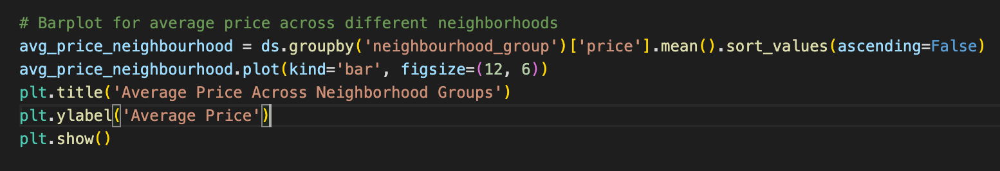 # Barplot for average price across different neighborhoods
avg_price_neighbourhood = ds.groupby('neighbourhood_group')['price'].mean().sort_values(ascending=False)
avg_price_neighbourhood.plot(kind='bar', figsize=(12, 6))
plt.title('Average Price Across Neighborhood Groups')
plt.ylabel('Average Price')
plt.show()